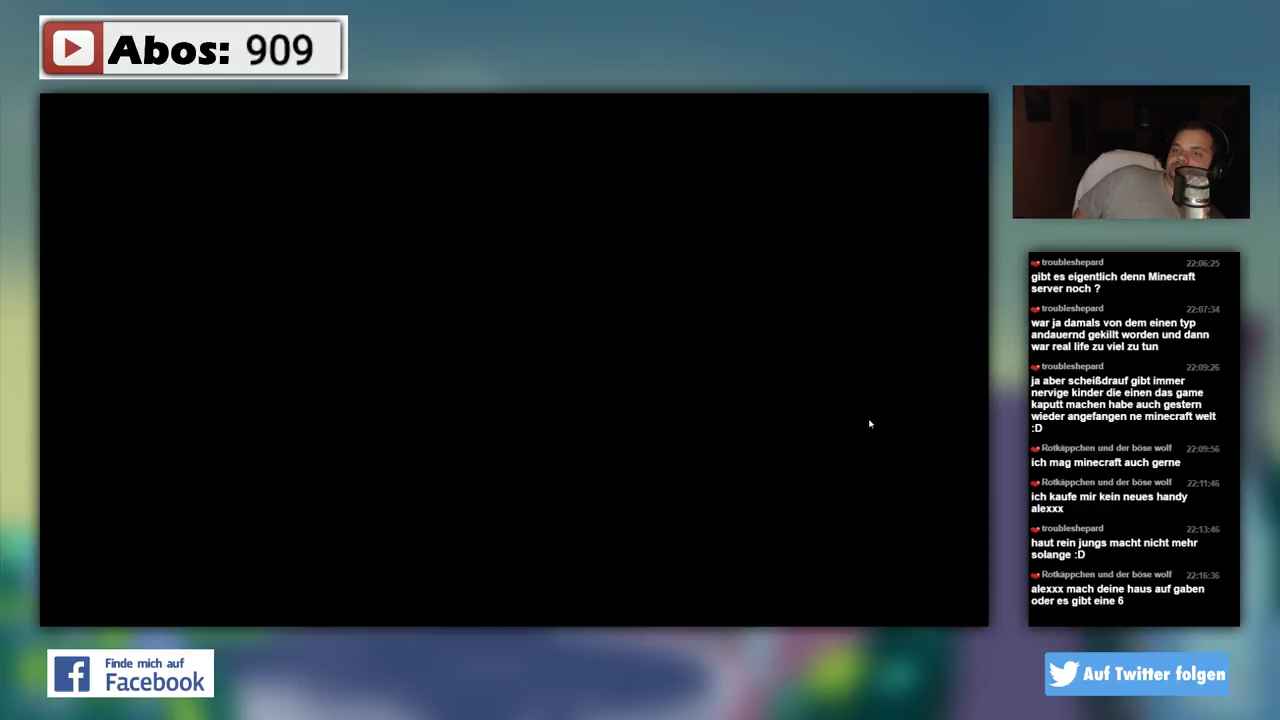 Abos: 909
troubleshepard 22:06:25
gibt es eigentlich denn Minecraft
server noch ?
troubleshepard 22:07:34
war ja damals von dem einen typ
andauernd gekillt worden und dann
war real life zu viel zu tun
troubleshepard 22:09:26
ja aber scheißdrauf gibt immer
nervige kinder die einen das game
kaputt machen habe auch gestern
wieder angefangen ne minecraft welt
:D
Rotkäppchen und der böse wolf 22:09:56
ich mag minecraft auch gerne
Rotkäppchen und der böse wolf 22:11:46
ich kaufe mir kein neues handy
alexxx
troubleshepard 22:13:46
haut rein jungs macht nicht mehr
solange :D
Rotkäppchen und der böse wolf 22:16:36
alexxx mach deine haus auf gaben
oder es gibt eine 6
Finde mich auf
Facebook
Auf Twitter folgen